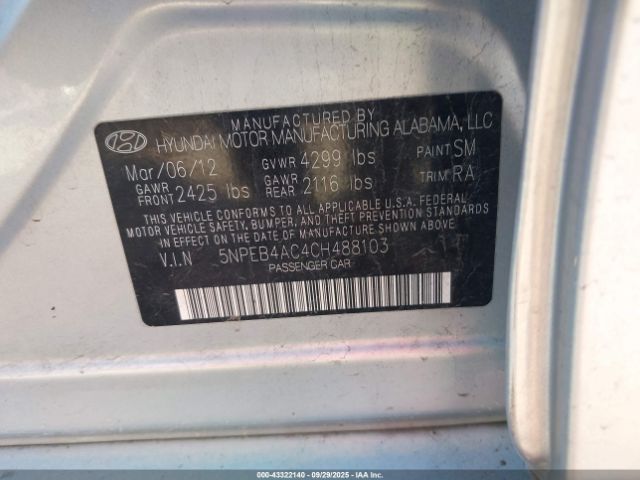 MANUFACTURED BY
HYUNDAI MOTOR MANUFACTURING ALABAMA, LLC
Mar/06/12 GVWR 4299 lbs PAINT SM
GAWR FRONT 2425 lbs GAWR REAR 2116 lbs TRIM RA
THIS VEHICLE CONFORMS TO ALL APPLICABLE U.S.A. FEDERAL
MOTOR VEHICLE SAFETY, BUMPER, AND THEFT PREVENTION STANDARDS
IN EFFECT ON THE DATE OF MANUFACTURE SHOWN ABOVE.
V.I.N 5NPEB4AC4CH488103
PASSENGER CAR
000-43322140 - 09/29/2025 - IAAI.COM